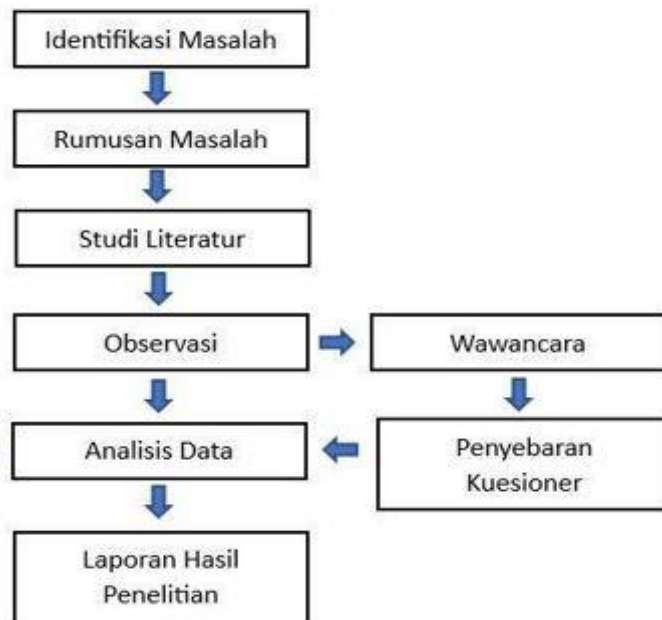 Identifikasi Masalah
Rumusan Masalah
Studi Literatur
Observasi
Wawancara
Analisis Data
Penyebaran
Kuesioner
Laporan Hasil
Penelitian